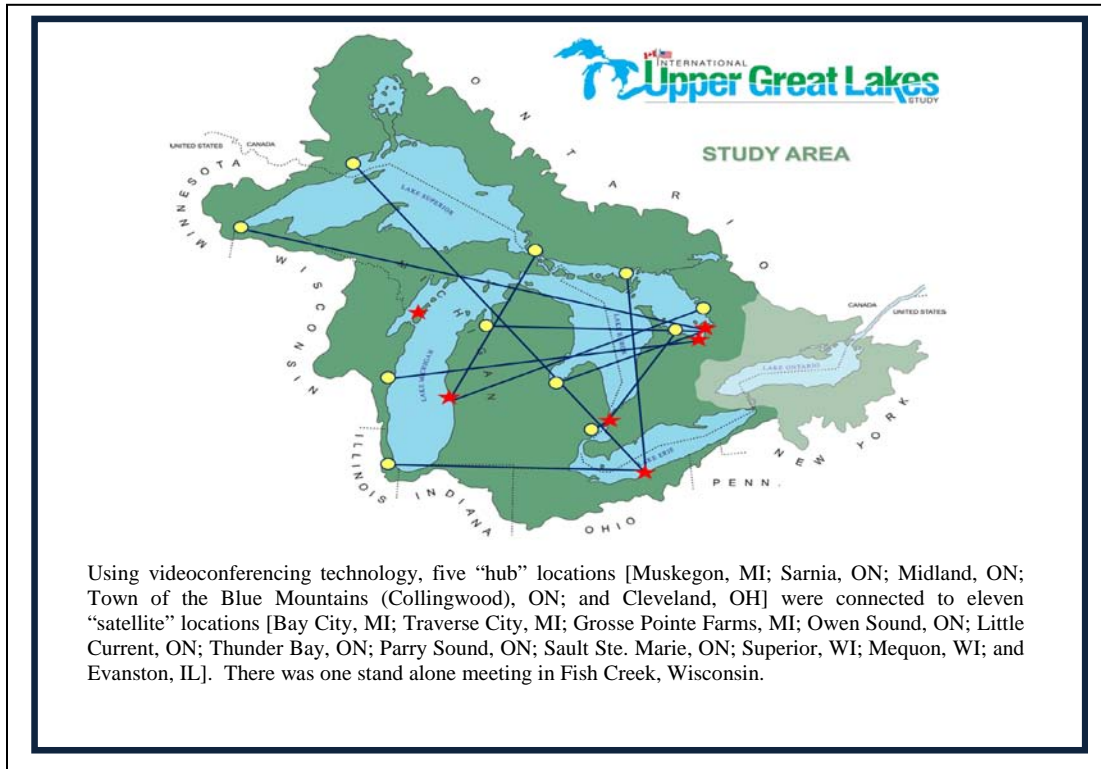 INTERNATIONAL
Upper Great Lakes
STUDY
STUDY AREA
ONTARIO
UNITED STATES
CANADA
MINNESOTA
LAKE SUPERIOR
WISCONSIN
MICHIGAN
LAKE HURON
LAKE MICHIGAN
CANADA
UNITED STATES
LAKE ONTARIO
LAKE ERIE
NEW YORK
PENN.
ILLINOIS
INDIANA
OHIO
Using videoconferencing technology, five “hub” locations [Muskegon, MI; Sarnia, ON; Midland, ON;
Town of the Blue Mountains (Collingwood), ON; and Cleveland, OH] were connected to eleven
“satellite” locations [Bay City, MI; Traverse City, MI; Grosse Pointe Farms, MI; Owen Sound, ON; Little
Current, ON; Thunder Bay, ON; Parry Sound, ON; Sault Ste. Marie, ON; Superior, WI; Mequon, WI; and
Evanston, IL].  There was one stand alone meeting in Fish Creek, Wisconsin.